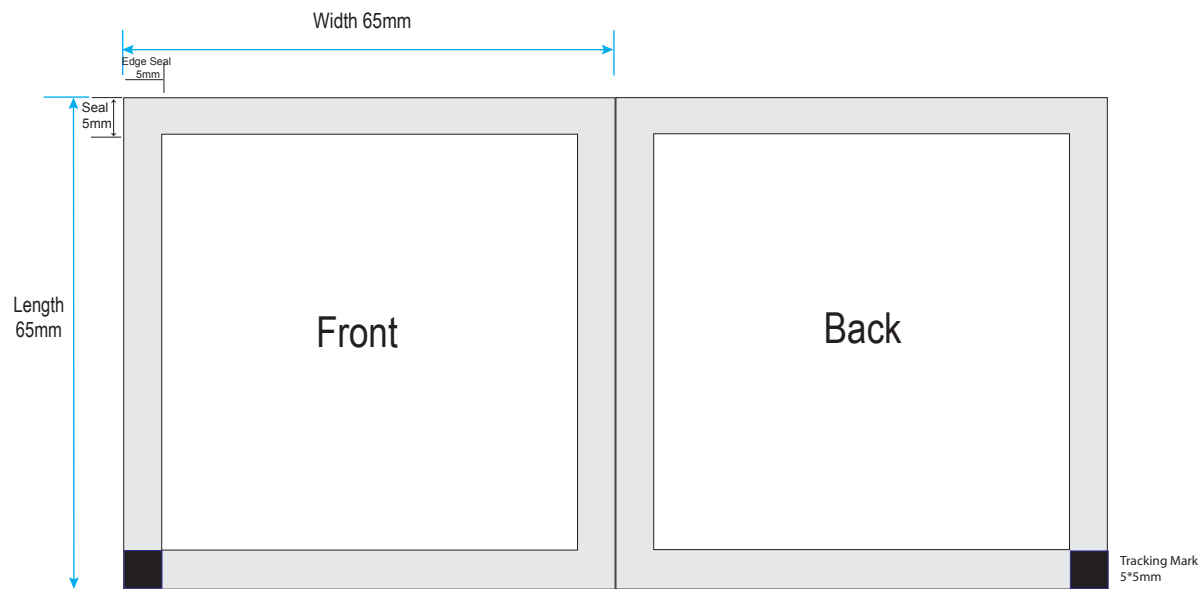 Width 65mm
Edge Seal
5mm
Seal
5mm
Length
65mm
Front
Back
Tracking Mark
5*5mm